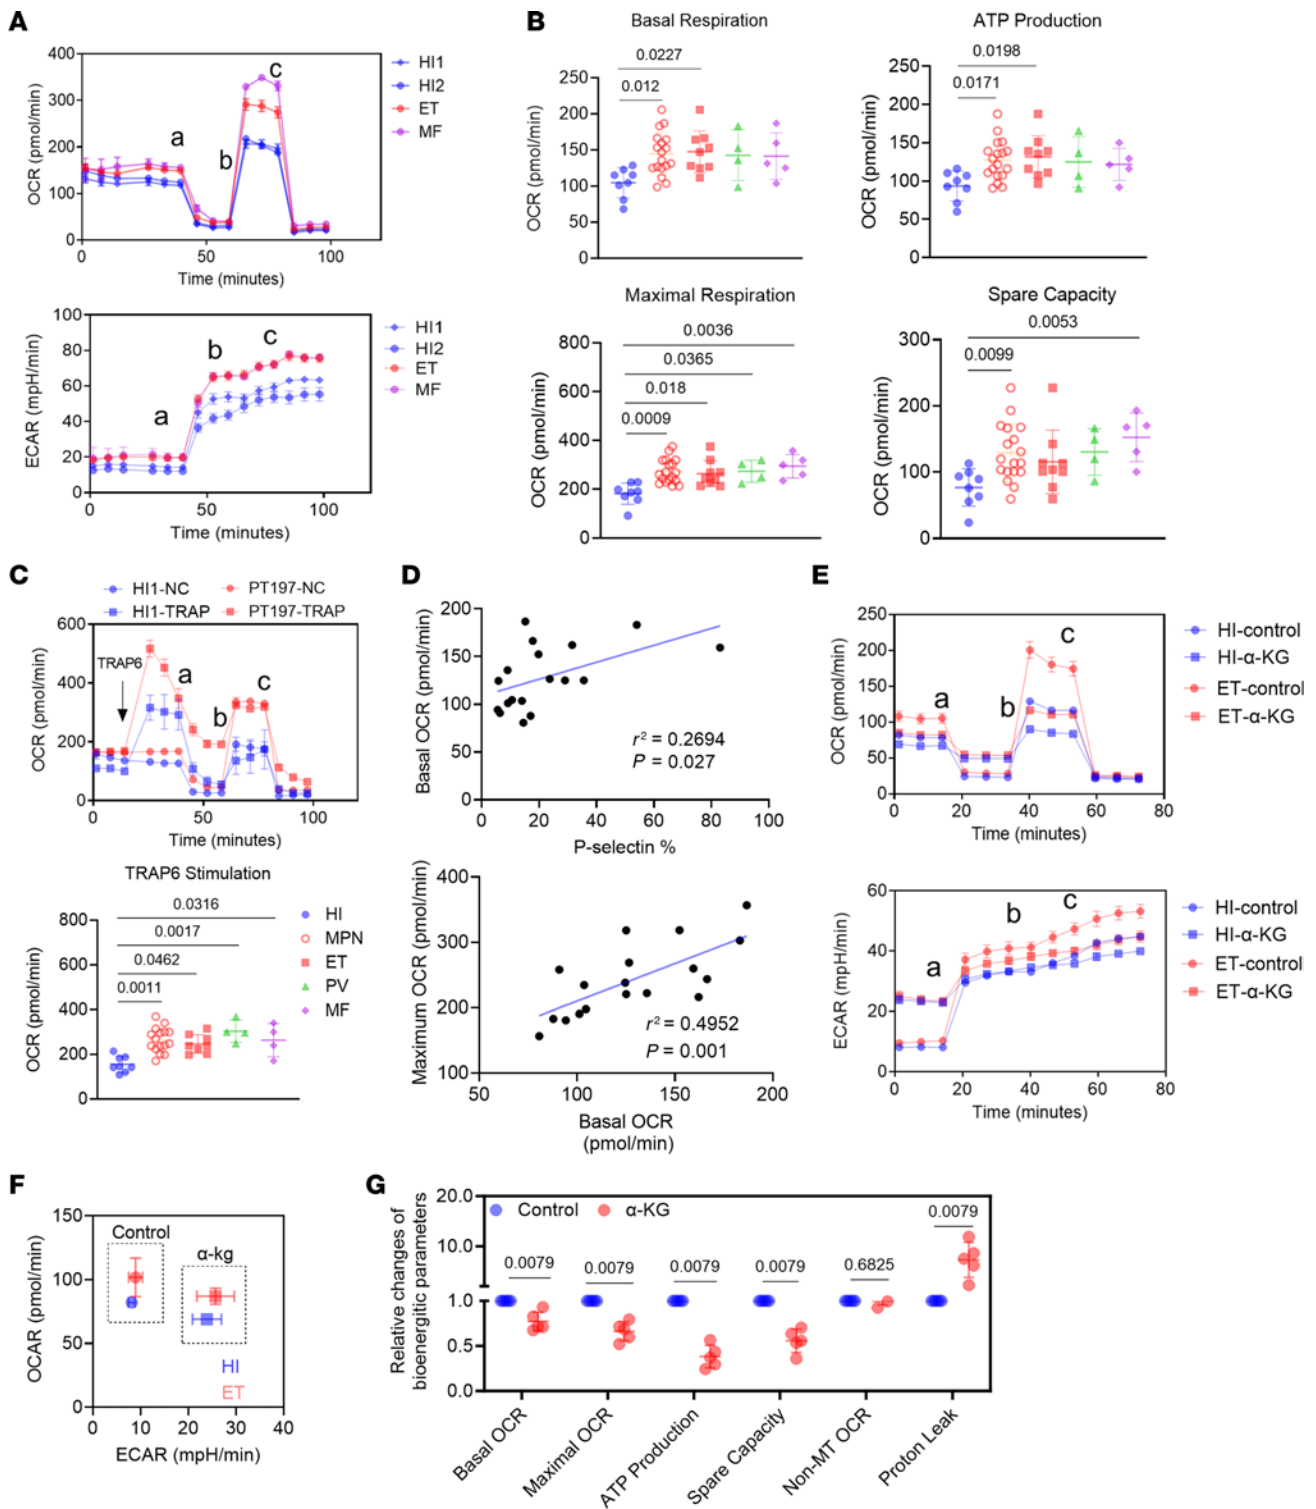 A
400
300
200
100
0
OCR (pmol/min)
a
b
c
0
50
100
Time (minutes)
HI1
HI2
ET
MF
100
80
60
40
20
0
ECAR (mpH/min)
a
b
c
0
50
100
Time (minutes)
HI1
HI2
ET
MF
B
Basal Respiration
0.0227
0.012
250
200
150
100
50
0
OCR (pmol/min)
ATP Production
0.0198
0.0171
250
200
150
100
50
0
OCR (pmol/min)
Maximal Respiration
0.0036
0.0365
0.018
0.0009
800
600
400
200
0
OCR (pmol/min)
Spare Capacity
0.0053
0.0099
300
200
100
0
OCR (pmol/min)
C
HI1-NC
PT197-NC
HI1-TRAP
PT197-TRAP
600
400
200
0
OCR (pmol/min)
TRAP6
a
b
c
0
50
100
Time (minutes)
TRAP6 Stimulation
0.0316
0.0017
0.0462
0.0011
800
600
400
200
0
OCR (pmol/min)
HI
MPN
ET
PV
MF
D
200
150
100
50
0
Basal OCR (pmol/min)
r² = 0.2694
P = 0.027
0
20
40
60
80
100
P-selectin %
400
300
200
100
Maximum OCR (pmol/min)
r² = 0.4952
P = 0.001
50
100
150
200
Basal OCR
(pmol/min)
E
250
200
150
100
50
0
OCR (pmol/min)
a
b
c
0
20
40
60
80
Time (minutes)
HI-control
HI-α-KG
ET-control
ET-α-KG
60
40
20
0
ECAR (mpH/min)
a
b
c
0
20
40
60
80
Time (minutes)
HI-control
HI-α-KG
ET-control
ET-α-KG
F
150
100
50
0
OCAR (pmol/min)
Control
α-kg
HI
ET
0
10
20
30
40
ECAR (mpH/min)
G
Relative changes of
bioenergitic parameters
20.0
10.0
1.0
0.5
0.0
Control
α-KG
0.0079
0.0079
0.0079
0.0079
0.6825
0.0079
Basal OCR
Maximal OCR
ATP Production
Spare Capacity
Non-MT OCR
Proton Leak